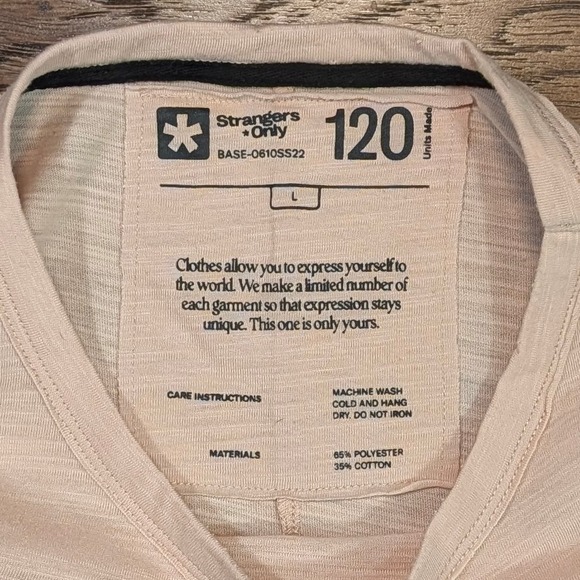 Strangers
*Only
BASE-0610SS22
120
Units Made
L
Clothes allow you to express yourself to
the world. We make a limited number of
each garment so that expression stays
unique. This one is only yours.
CARE INSTRUCTIONS
MACHINE WASH
COLD AND HANG
DRY. DO NOT IRON
MATERIALS
65% POLYESTER
35% COTTON